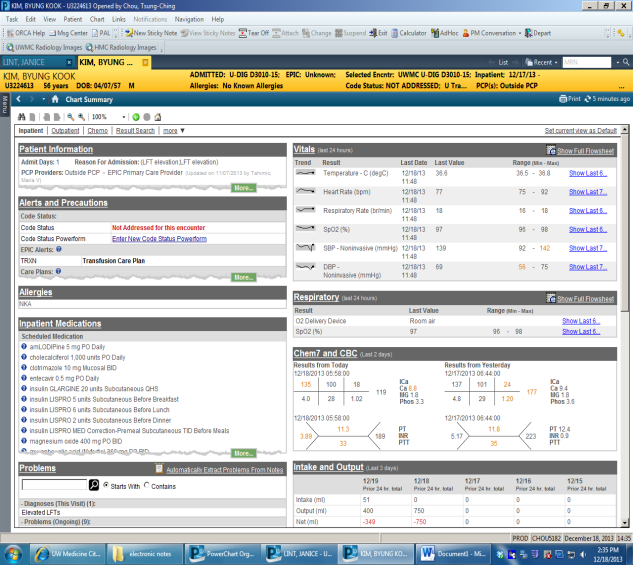 KIM, BYUNG KOOK - U3224613 Opened by Chou, Tsung-Ching
Task Edit View Patient Chart Links Notifications Navigation Help
ORCA Help Msg Center PAL New Sticky Note View Sticky Notes Tear Off Attach Change Suspend Exit Calculator AdHoc PM Conversation Depart
UWMC Radiology Images HMC Radiology Images
LINT, JANICE KIM, BYUNG ... List Recent MRN
KIM, BYUNG KOOK ADMITTED: U-DIG D3010-15; EPIC: Unknown; Selected Encntr: UWMC U-DIG D3010-15; Inpatient: 12/17/13 -
U3224613 56 years DOB: 04/07/57 M Allergies: No Known Allergies Code Status: NOT ADDRESSED; U Tra... PCP(s): Outside PCP
Menu
Chart Summary Print 5 minutes ago
100%
Inpatient Outpatient Chemo Result Search more Set current view as Default
Patient Information
Admit Days: 1 Reason For Admission: (LFT elevation;LFT elevation)
PCP Providers: Outside PCP - EPIC Primary Care Provider (Updated on 11/07/2013 by
More...
Alerts and Precautions
Code Status:
Code Status Not Addressed for this encounter
Code Status Powerform Enter New Code Status Powerform
EPIC Alerts:
TRXN Transfusion Care Plan
Care Plans:
More...
Allergies
NKA
Inpatient Medications
Scheduled Medication
amLODIPine 5 mg PO Daily
cholecalciferol 1,000 units PO Daily
clotrimazole 10 mg Mucosal BID
entecavir 0.5 mg PO Daily
insulin GLARGINE 20 units Subcutaneous QHS
insulin LISPRO 5 units Subcutaneous Before Breakfast
insulin LISPRO 6 units Subcutaneous Before Lunch
insulin LISPRO 2 units Subcutaneous Before Dinner
insulin LISPRO MED Correction-Premeal Subcutaneous TID Before Meals
magnesium oxide 400 mg PO BID
More...
Problems Automatically Extract Problems From Notes
Starts With Contains
- Diagnoses (This Visit) (1):
Elevated LFTs
- Problems (Ongoing) (9):
Vitals (last 24 hours) Show Full Flowsheet
Trend Result Last Date Last Value Range (Min - Max)
Temperature - C (degC) 12/18/13 11:48 36.6 36.5 - 36.8 Show Last 6...
Heart Rate (bpm) 12/18/13 11:48 77 75 - 92 Show Last 7...
Respiratory Rate (br/min) 12/18/13 11:48 18 16 - 18 Show Last 6...
SpO2 (%) 12/18/13 11:48 97 96 - 98 Show Last 6...
SBP - Noninvasive (mmHg) 12/18/13 11:48 139 92 - 142 Show Last 7...
DBP - Noninvasive (mmHg) 12/18/13 11:48 69 56 - 75 Show Last 7...
Respiratory (last 24 hours) Show Full Flowsheet
Result Last Value Range (Min - Max)
O2 Delivery Device Room air Show Last 6...
SpO2 (%) 97 96 - 98 Show Last 6...
Chem7 and CBC (Last 2 days)
Results from Today Results from Yesterday
12/18/2013 05:58:00 12/17/2013 06:44:00
135 100 18 119 4.0 28 1.02 ICa Ca 8.8 MG 1.8 Phos 3.3
137 101 24 177 4.8 29 1.20 ICa Ca 9.4 MG 1.8 Phos 3.6
12/18/2013 05:58:00 12/17/2013 06:44:00
3.89 11.3 33 189 PT INR PTT
5.17 11.8 35 223 PT 12.4 INR 0.9 PTT
Intake and Output (Last 3 days)
12/19 12/18 12/17 12/16 12/15
Prior 24 hr. total Prior 24 hr. total Prior 24 hr. total Prior 24 hr. total Prior 24 hr. total
Intake (ml) 51 0 0 0
Output (ml) 400 750 0 0
Net (ml) -349 -750 0 0
PROD CHOU5182 December 18, 2013 14:35
UW Medicine Cit... electronic notes PowerChart Org... LINT, JANICE - U... KIM, BYUNG KO... Document1 - Mi... 2:35 PM
12/18/2013